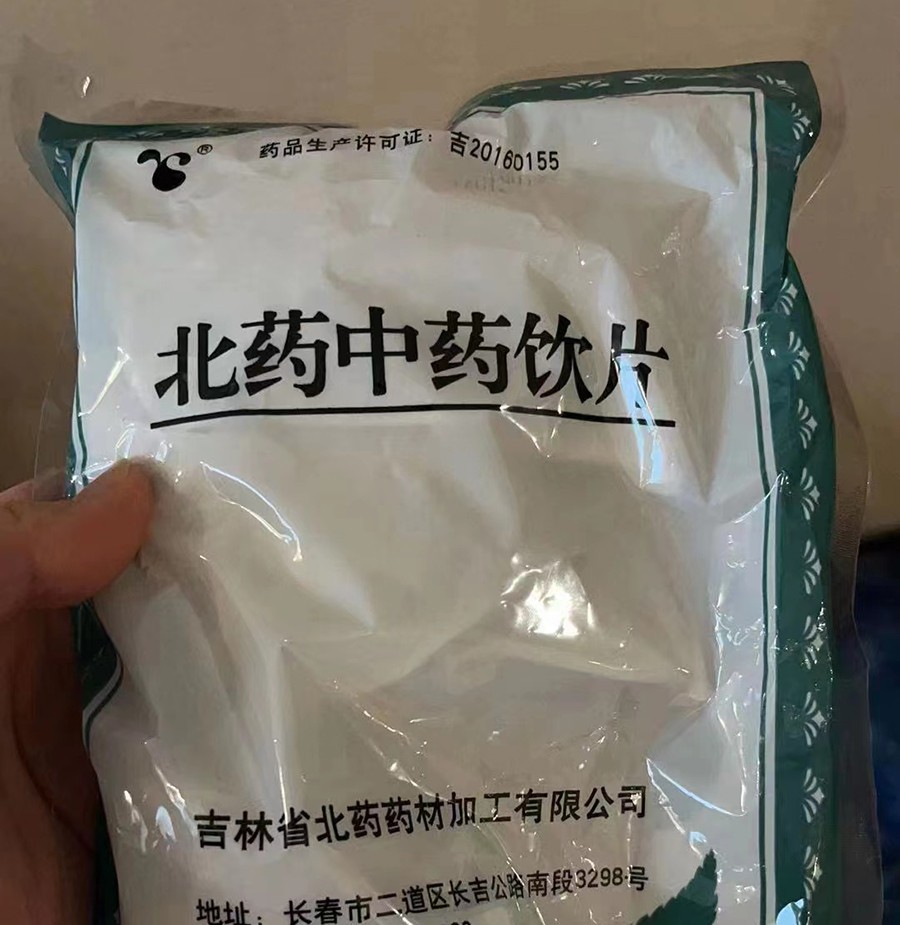 ®
药品生产许可证：吉20160155
北药中药饮片
吉林省北药药材加工有限公司
地址：长春市二道区长吉公路南段3298号